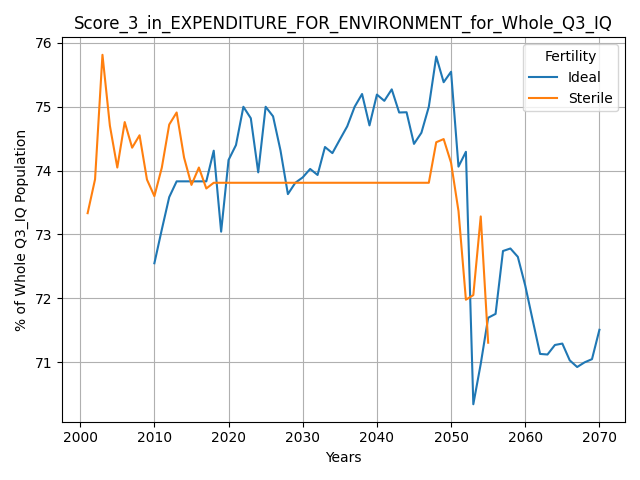 Score_3_in_EXPENDITURE_FOR_ENVIRONMENT_for_Whole_Q3_IQ
% of Whole Q3_IQ Population
76
75
74
73
72
71
Fertility
Ideal
Sterile
2000 2010 2020 2030 2040 2050 2060 2070
Years